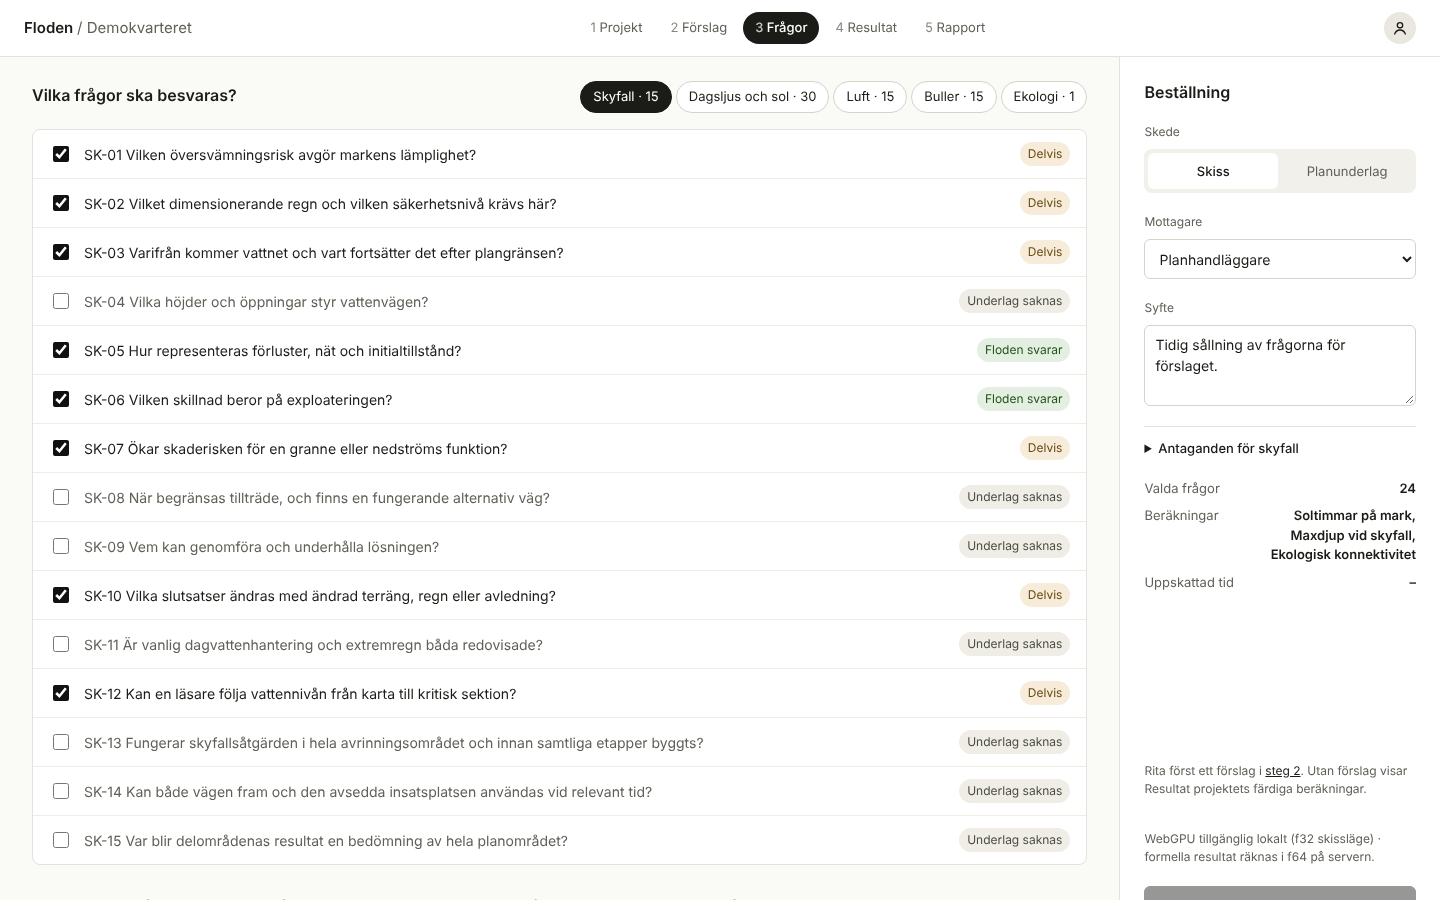 Floden / Demokvarteret
1 Projekt
2 Förslag
3 Frågor
4 Resultat
5 Rapport
Vilka frågor ska besvaras?
Skyfall · 15
Dagsljus och sol · 30
Luft · 15
Buller · 15
Ekologi · 1
SK-01 Vilken översvämningsrisk avgör markens lämplighet?
Delvis
SK-02 Vilket dimensionerande regn och vilken säkerhetsnivå krävs här?
Delvis
SK-03 Varifrån kommer vattnet och vart fortsätter det efter plangränsen?
Delvis
SK-04 Vilka höjder och öppningar styr vattenvägen?
Underlag saknas
SK-05 Hur representeras förluster, nät och initialtillstånd?
Floden svarar
SK-06 Vilken skillnad beror på exploateringen?
Floden svarar
SK-07 Ökar skaderisken för en granne eller nedströms funktion?
Delvis
SK-08 När begränsas tillträde, och finns en fungerande alternativ väg?
Underlag saknas
SK-09 Vem kan genomföra och underhålla lösningen?
Underlag saknas
SK-10 Vilka slutsatser ändras med ändrad terräng, regn eller avledning?
Delvis
SK-11 Är vanlig dagvattenhantering och extremregn båda redovisade?
Underlag saknas
SK-12 Kan en läsare följa vattennivån från karta till kritisk sektion?
Delvis
SK-13 Fungerar skyfallsåtgärden i hela avrinningsområdet och innan samtliga etapper byggts?
Underlag saknas
SK-14 Kan både vägen fram och den avsedda insatsplatsen användas vid relevant tid?
Underlag saknas
SK-15 Var blir delområdenas resultat en bedömning av hela planområdet?
Underlag saknas
Beställning
Skede
Skiss
Planunderlag
Mottagare
Planhandläggare
Syfte
Tidig sållning av frågorna för
förslaget.
Antaganden för skyfall
Valda frågor
24
Beräkningar
Soltimmar på mark,
Maxdjup vid skyfall,
Ekologisk konnektivitet
Uppskattad tid
–
Rita först ett förslag i steg 2. Utan förslag visar
Resultat projektets färdiga beräkningar.
WebGPU tillgänglig lokalt (f32 skissläge) ·
formella resultat räknas i f64 på servern.